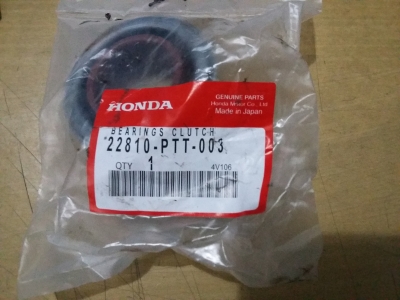 HONDA
GENUINE PARTS
Honda Motor Co., Ltd.
Made in Japan
BEARINGS CLUTCH
22810-PTT-003
QTY 1
4V106